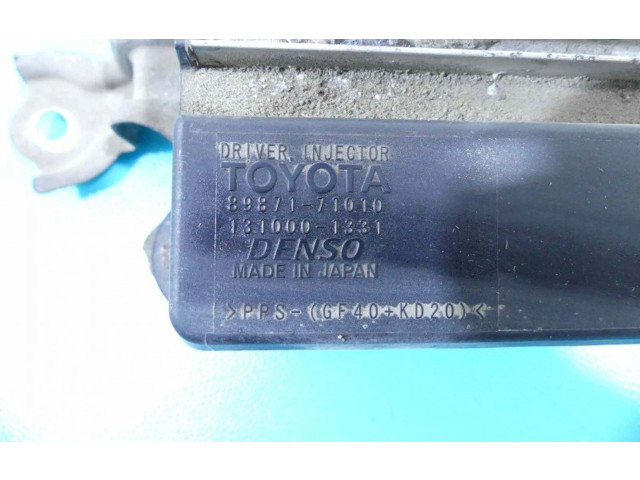 DRIVER, INJECTOR
TOYOTA
89871-71010
131000-1331
DENSO
MADE IN JAPAN
>PPS-(GF40+KD20)<